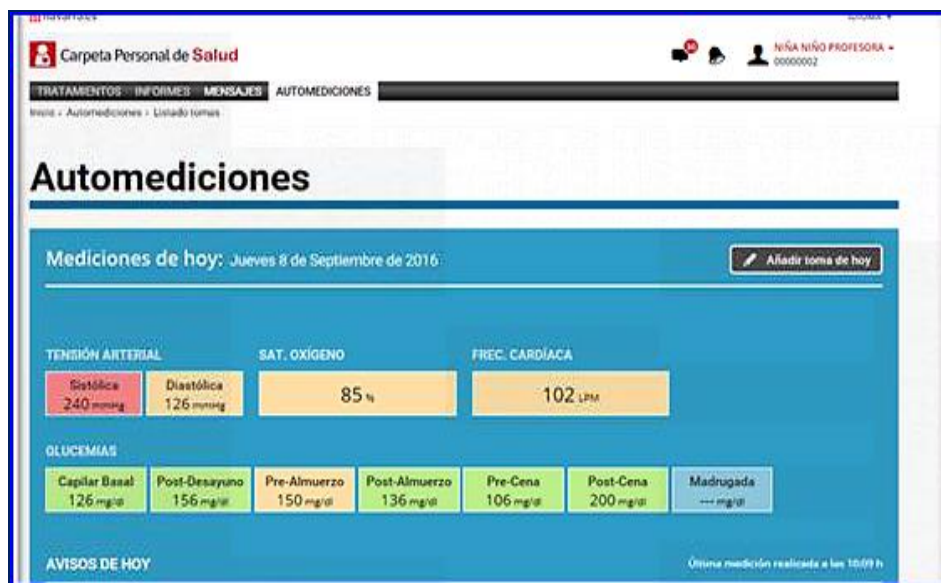 navarra.es
IDIOMA
Carpeta Personal de Salud
30
NIÑA NIÑO PROFESORA
00000002
TRATAMIENTOS INFORMES MENSAJES AUTOMEDICIONES
Inicio › Automediciones › Listado tomas
Automediciones
Mediciones de hoy: Jueves 8 de Septiembre de 2016
Añadir toma de hoy
TENSIÓN ARTERIAL SAT. OXÍGENO FREC. CARDÍACA
Sistólica Diastólica
240 mmHg 126 mmHg 85 % 102 LPM
GLUCEMIAS
Capilar Basal Post-Desayuno Pre-Almuerzo Post-Almuerzo Pre-Cena Post-Cena Madrugada
126 mg/dl 156 mg/dl 150 mg/dl 136 mg/dl 106 mg/dl 200 mg/dl --- mg/dl
AVISOS DE HOY Última medición realizada a las 10:09 h